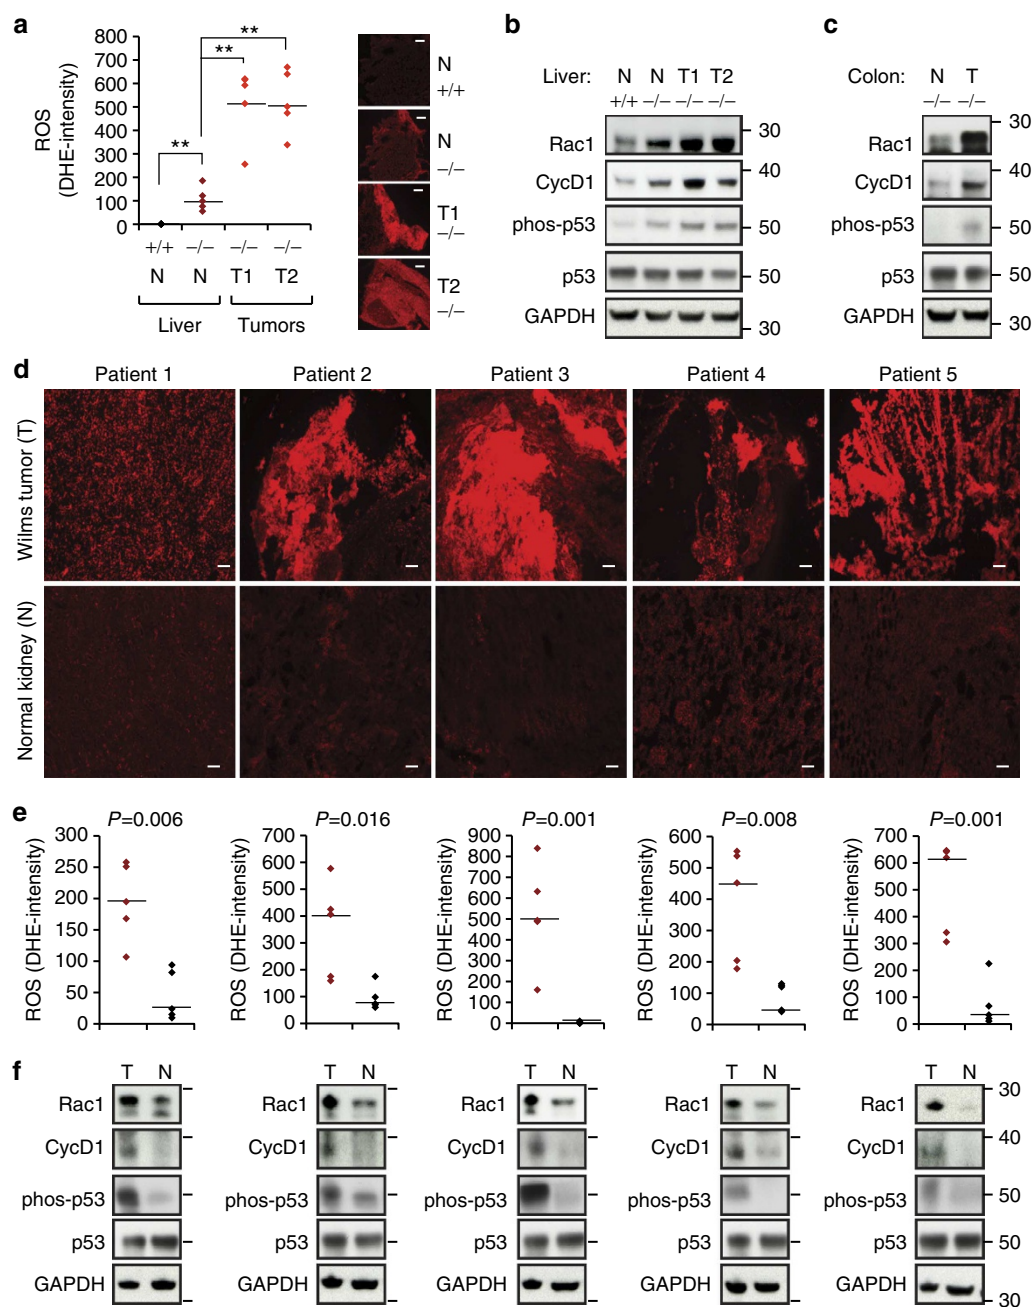 a
ROS
(DHE-intensity)
800
700
600
500
400
300
200
100
0
**
**
**
+/+ –/– –/– –/–
N N T1 T2
Liver Tumors
N
+/+
N
–/–
T1
–/–
T2
–/–
b
Liver: N N T1 T2
+/+ –/– –/– –/–
Rac1 30
CycD1 40
phos-p53 50
p53 50
GAPDH 30
c
Colon: N T
–/– –/–
Rac1 30
CycD1 40
phos-p53 50
p53 50
GAPDH 30
d
Patient 1 Patient 2 Patient 3 Patient 4 Patient 5
Wilms tumor (T)
Normal kidney (N)
e
P=0.006
ROS (DHE-intensity)
300
250
200
150
100
50
0
P=0.016
ROS (DHE-intensity)
700
600
500
400
300
200
100
0
P=0.001
ROS (DHE-intensity)
900
800
700
600
500
400
300
200
100
0
P=0.008
ROS (DHE-intensity)
600
500
400
300
200
100
0
P=0.001
ROS (DHE-intensity)
700
600
500
400
300
200
100
0
f
T N T N T N T N T N
Rac1 Rac1 Rac1 Rac1 Rac1 30
CycD1 CycD1 CycD1 CycD1 CycD1 40
phos-p53 phos-p53 phos-p53 phos-p53 phos-p53 50
p53 p53 p53 p53 p53 50
GAPDH GAPDH GAPDH GAPDH GAPDH 30